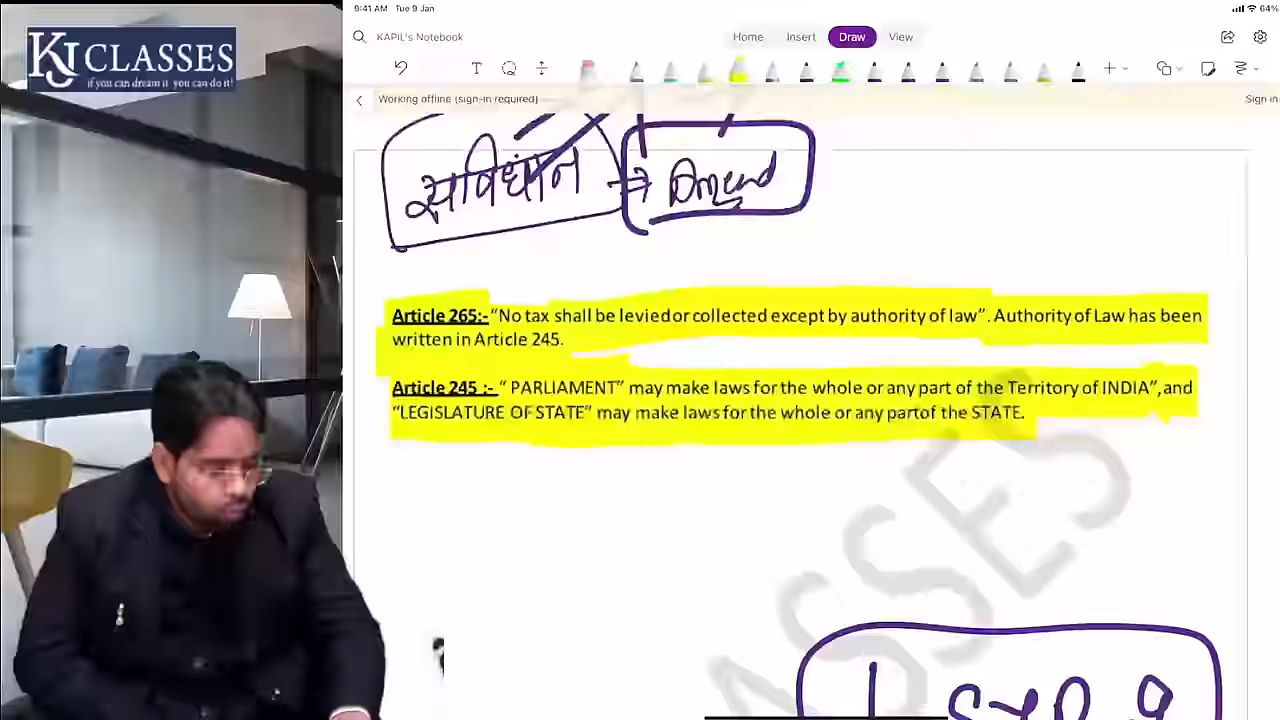 KJ CLASSES
if you can dream it you can do it!
9:41 AM Tue 9 Jan
64%
KAPIL's Notebook
Home Insert Draw View
Working offline (sign-in required)
Sign in
संविधान → Amend
Article 265:- “No tax shall be levied or collected except by authority of law”. Authority of Law has been
written in Article 245.
Article 245 :- “ PARLIAMENT” may make laws for the whole or any part of the Territory of INDIA”, and
“LEGISLATURE OF STATE” may make laws for the whole or any part of the STATE.